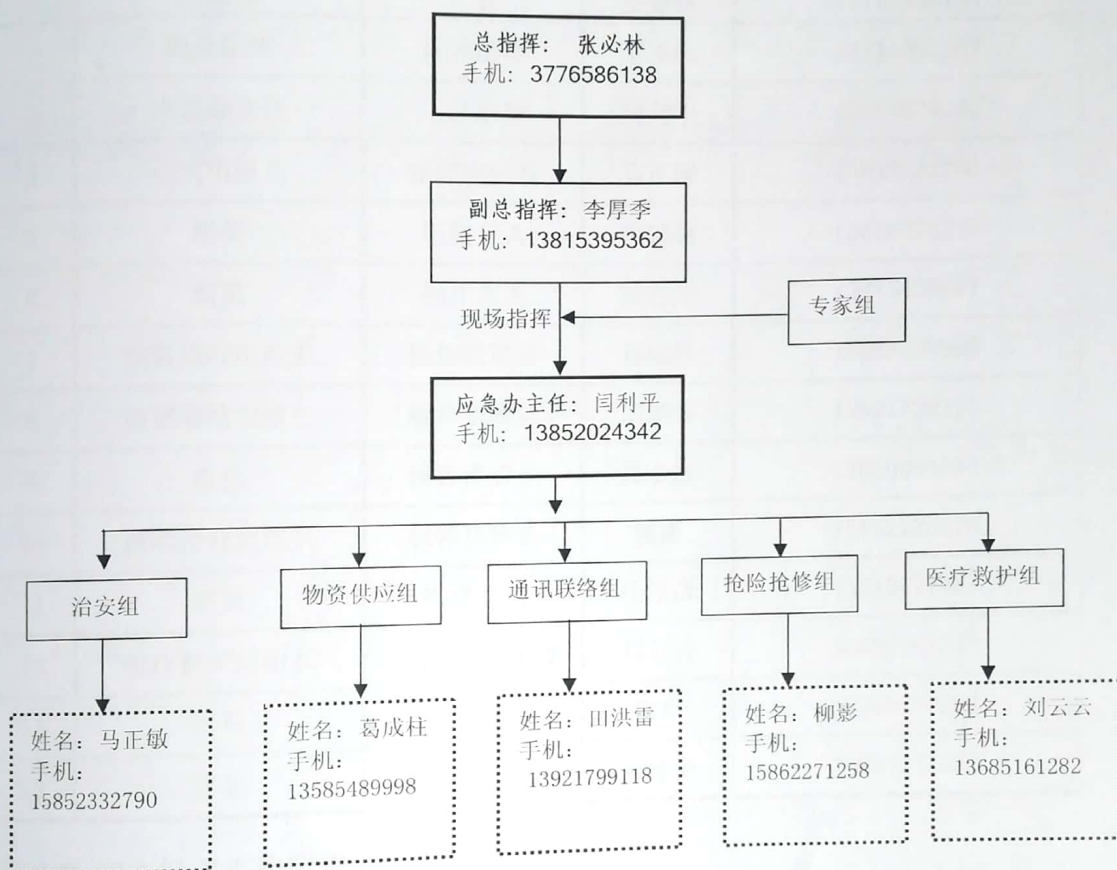 总指挥： 张必林
手机：3776586138
副总指挥：李厚季
手机：13815395362
现场指挥
专家组
应急办主任：闫利平
手机：13852024342
治安组
物资供应组
通讯联络组
抢险抢修组
医疗救护组
姓名：马正敏
手机：
15852332790
姓名：葛成柱
手机：
13585489998
姓名：田洪雷
手机：
13921799118
姓名：柳影
手机：
15862271258
姓名：刘云云
手机：
13685161282